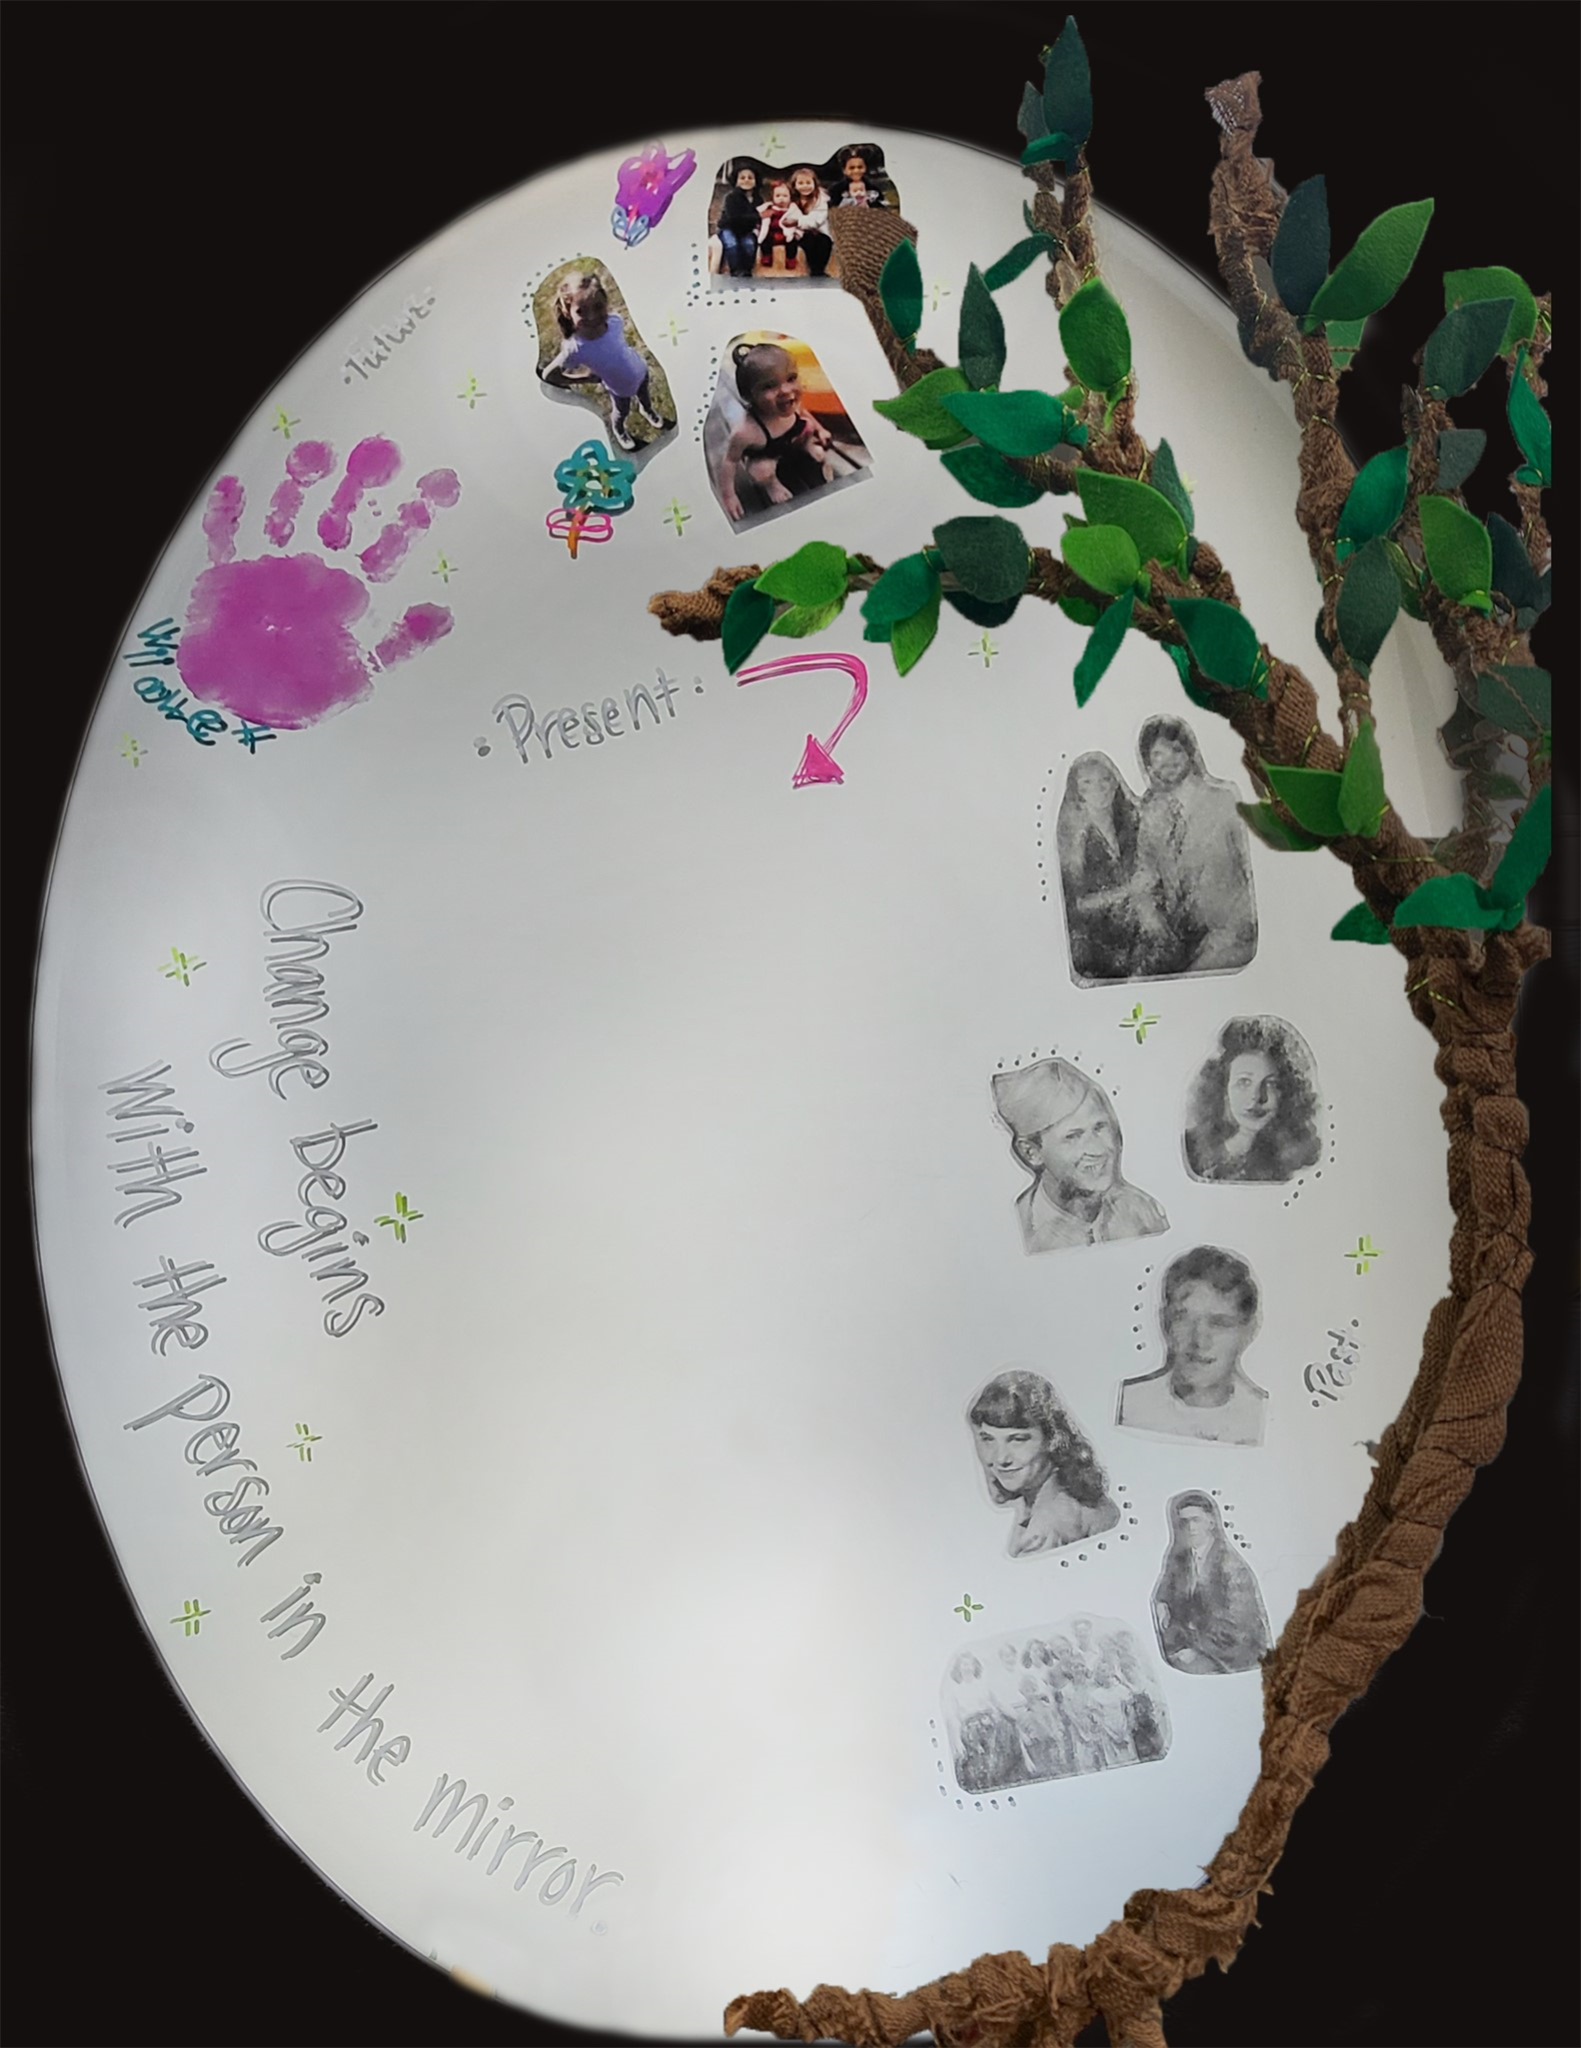 ·Future·
·Present:
Change begins
With the person in the mirror.
·Past·